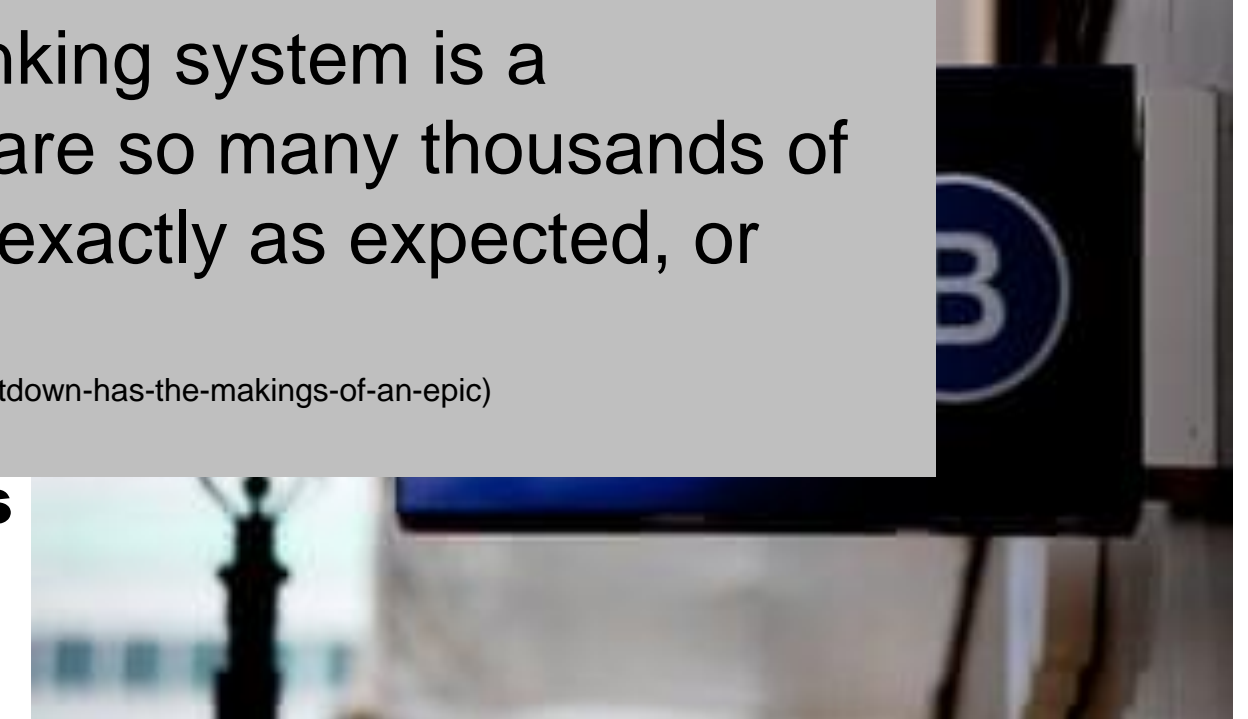 nking system is a
are so many thousands of
exactly as expected, or
tdown-has-the-makings-of-an-epic)
s
B